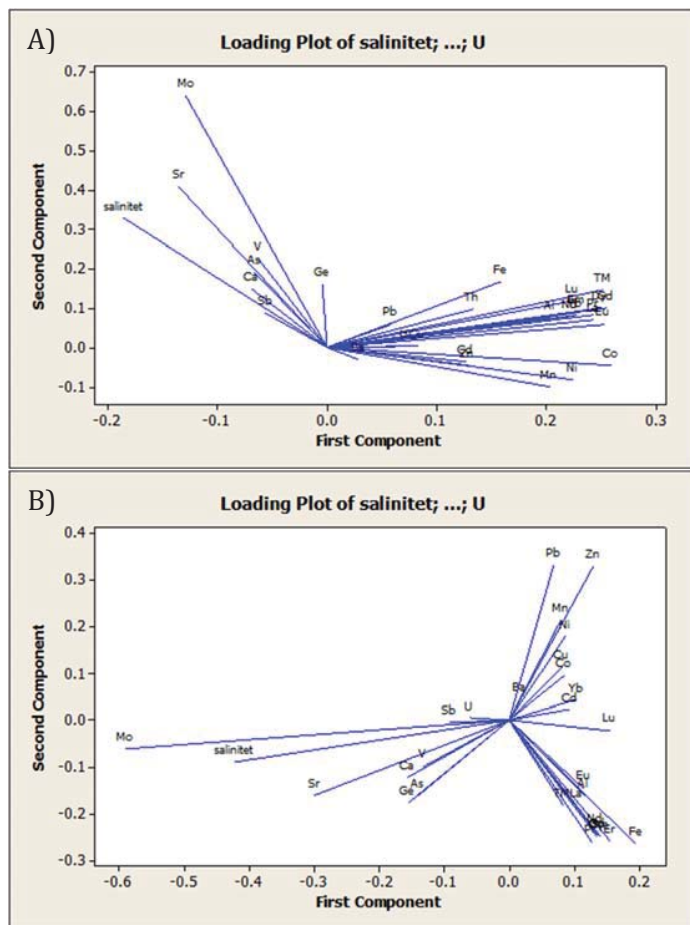 A)
Loading Plot of salinitet; ...; U
Second Component
0.7
0.6
0.5
0.4
0.3
0.2
0.1
0.0
-0.1
Mo
Sr
salinitet
V
As
Ca
Sb
Ge
Fe
Pb
Th
Lu
TM
Al
Eu
Co
Ni
Mn
-0.2 -0.1 0.0 0.1 0.2 0.3
First Component
B)
Loading Plot of salinitet; ...; U
Second Component
0.4
0.3
0.2
0.1
0.0
-0.1
-0.2
-0.3
Pb Zn
Mn
Ni
Cu
Co
Ba
Yb
Cd
Sb U
Lu
Mo
salinitet
V
Ca
Sr
As
Ge
Eu
Al
TM La
Er Fe
-0.6 -0.5 -0.4 -0.3 -0.2 -0.1 0.0 0.1 0.2
First Component